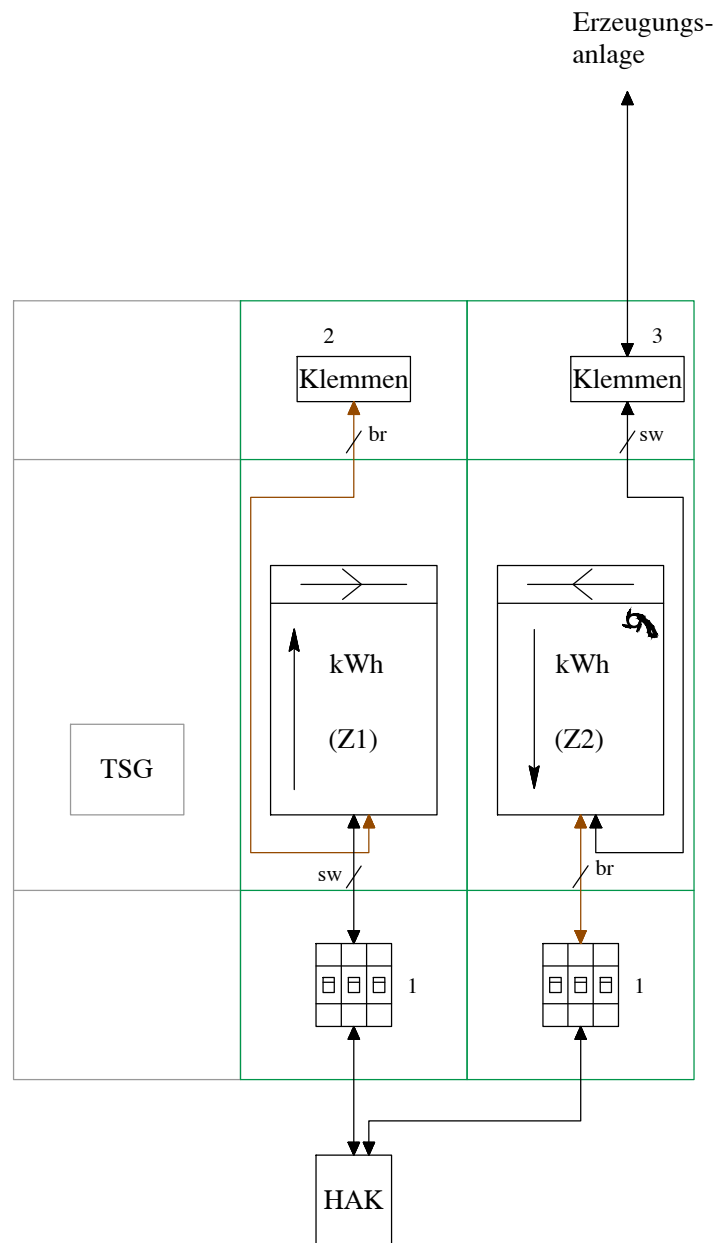 Erzeugungs-
anlage
2
3
Klemmen
Klemmen
br
sw
kWh
kWh
(Z1)
(Z2)
TSG
sw
br
1
1
HAK